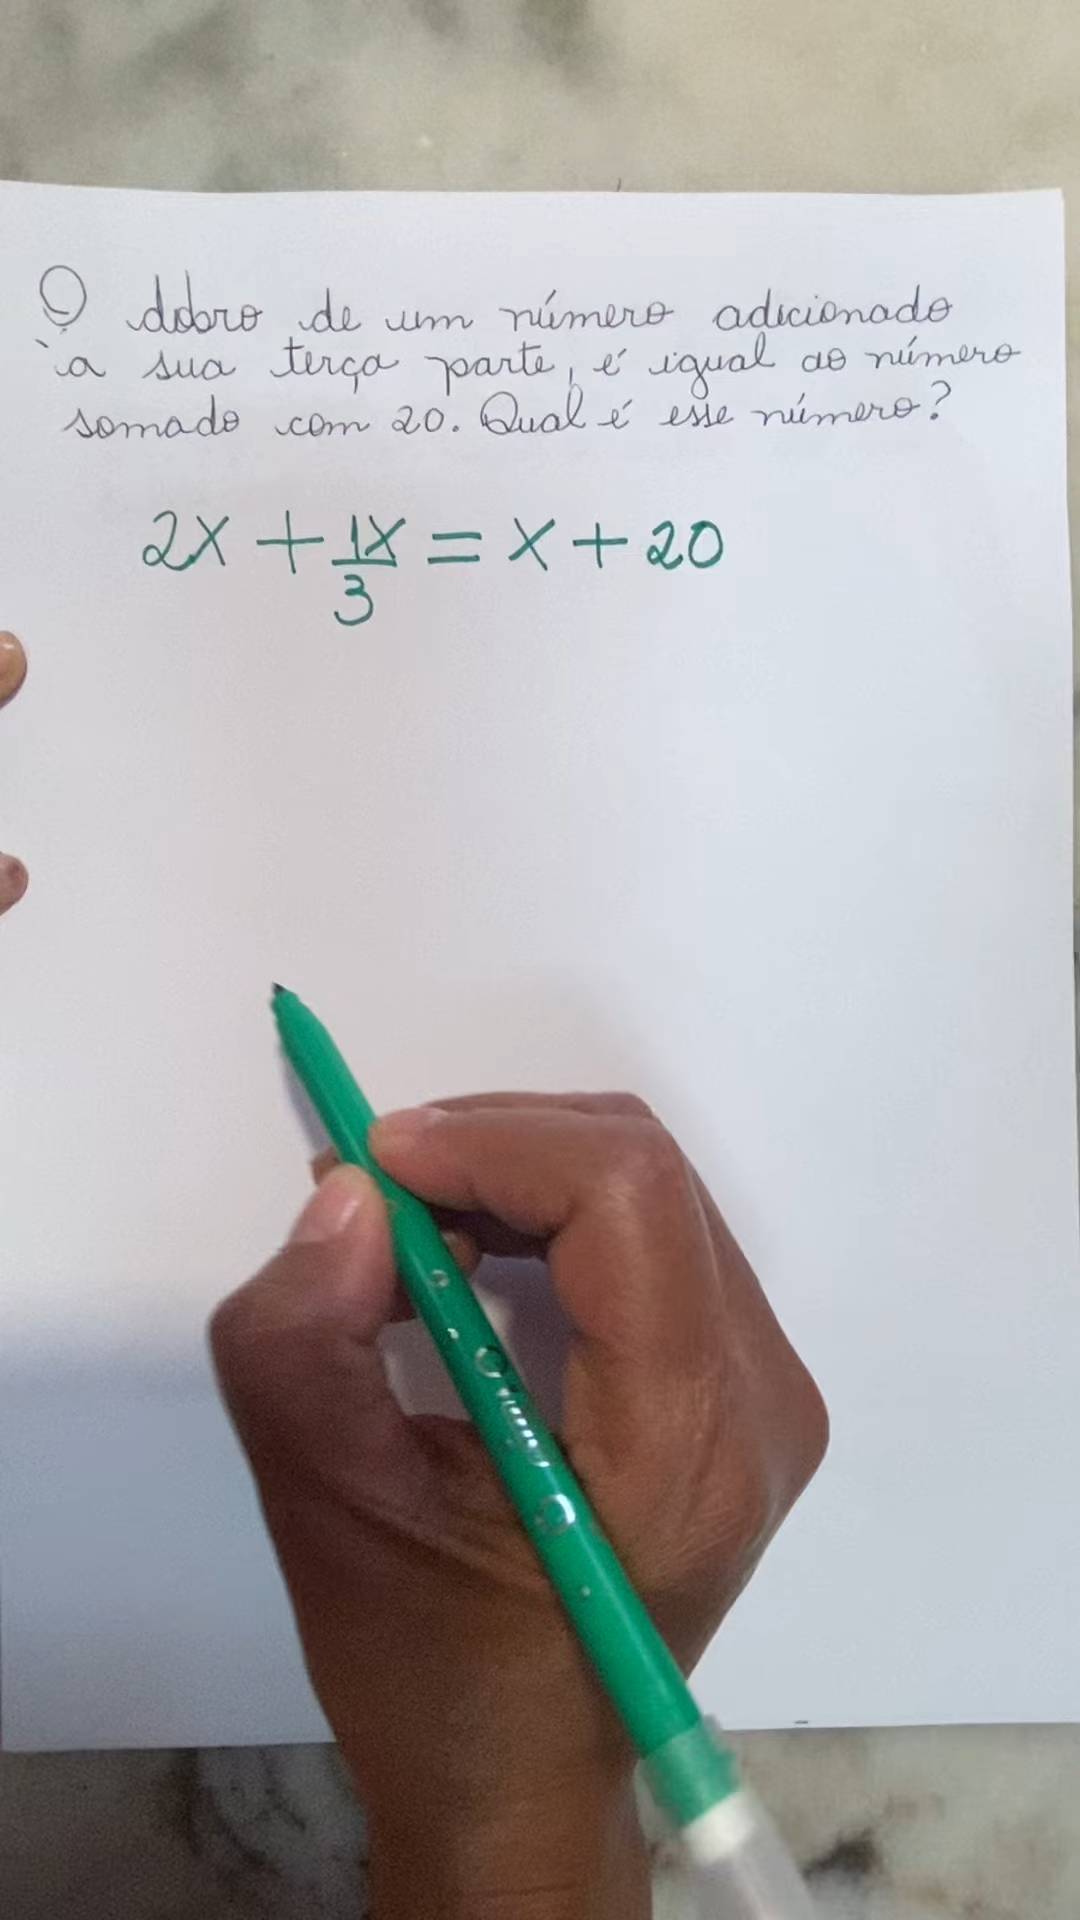 O dobro de um número adicionado
à sua terça parte, é igual ao número
somado com 20. Qual é esse número?
2x + 1x/3 = x + 20